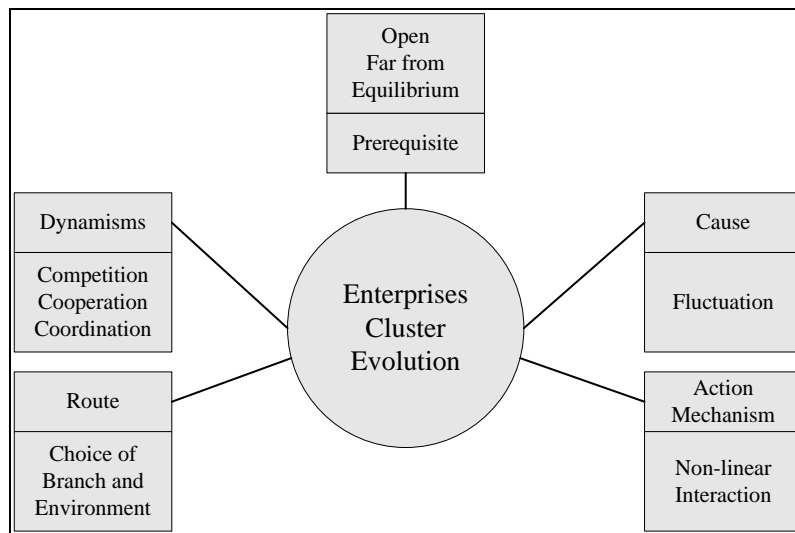 Open
Far from
Equilibrium
Prerequisite
Dynamisms
Competition
Cooperation
Coordination
Enterprises
Cluster
Evolution
Cause
Fluctuation
Route
Choice of
Branch and
Environment
Action
Mechanism
Non-linear
Interaction